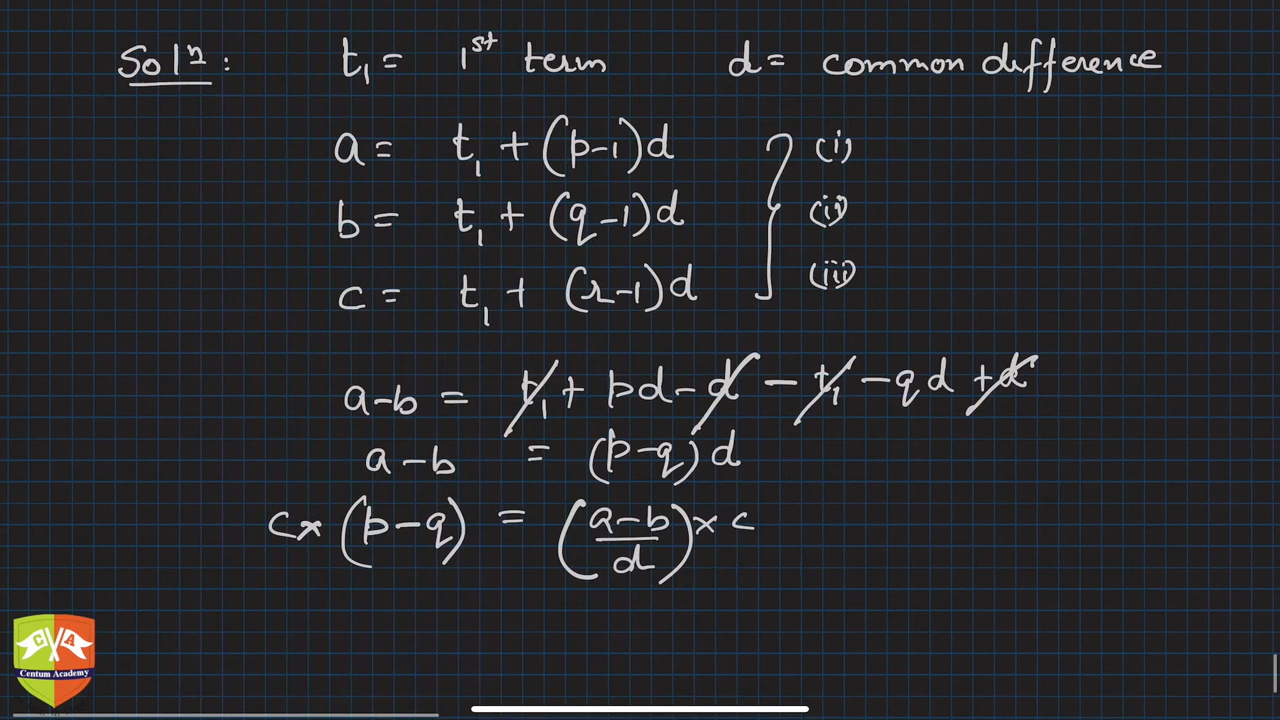 Solⁿ : t₁ = 1ˢᵗ term d = common difference
a = t₁ + (p-1)d (i)
b = t₁ + (q-1)d (ii)
c = t₁ + (r-1)d (iii)
a-b = t₁ + pd - d - t₁ - qd + d
a-b = (p-q)d
c × (p-q) = ((a-b)/d) × c
C A
Centum Academy